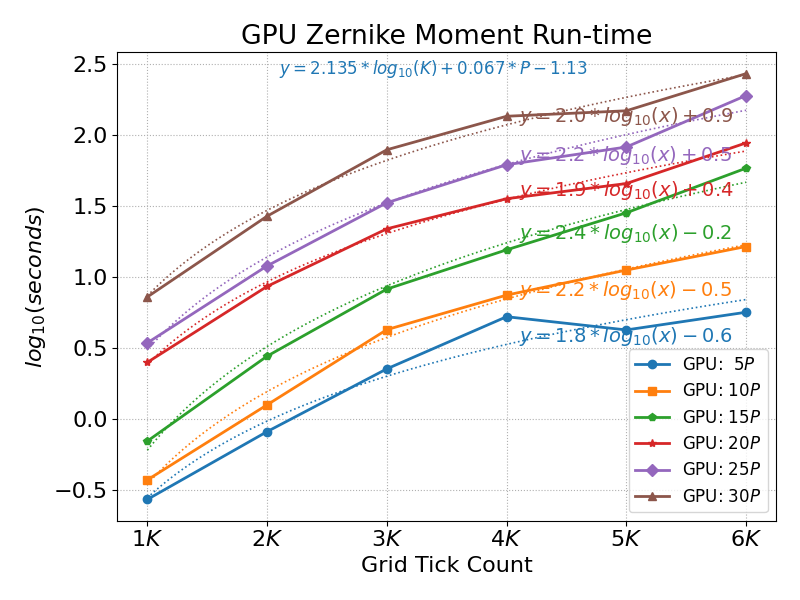 GPU Zernike Moment Run-time
y = 2.135 * log₁₀(K) + 0.067 * P − 1.13
y = 2.0 * log₁₀(x) + 0.9
y = 2.2 * log₁₀(x) + 0.5
y = 1.9 * log₁₀(x) + 0.4
y = 2.4 * log₁₀(x) − 0.2
y = 2.2 * log₁₀(x) − 0.5
y = 1.8 * log₁₀(x) − 0.6
log₁₀(seconds)
2.5
2.0
1.5
1.0
0.5
0.0
−0.5
GPU: 5P
GPU: 10P
GPU: 15P
GPU: 20P
GPU: 25P
GPU: 30P
1K 2K 3K 4K 5K 6K
Grid Tick Count